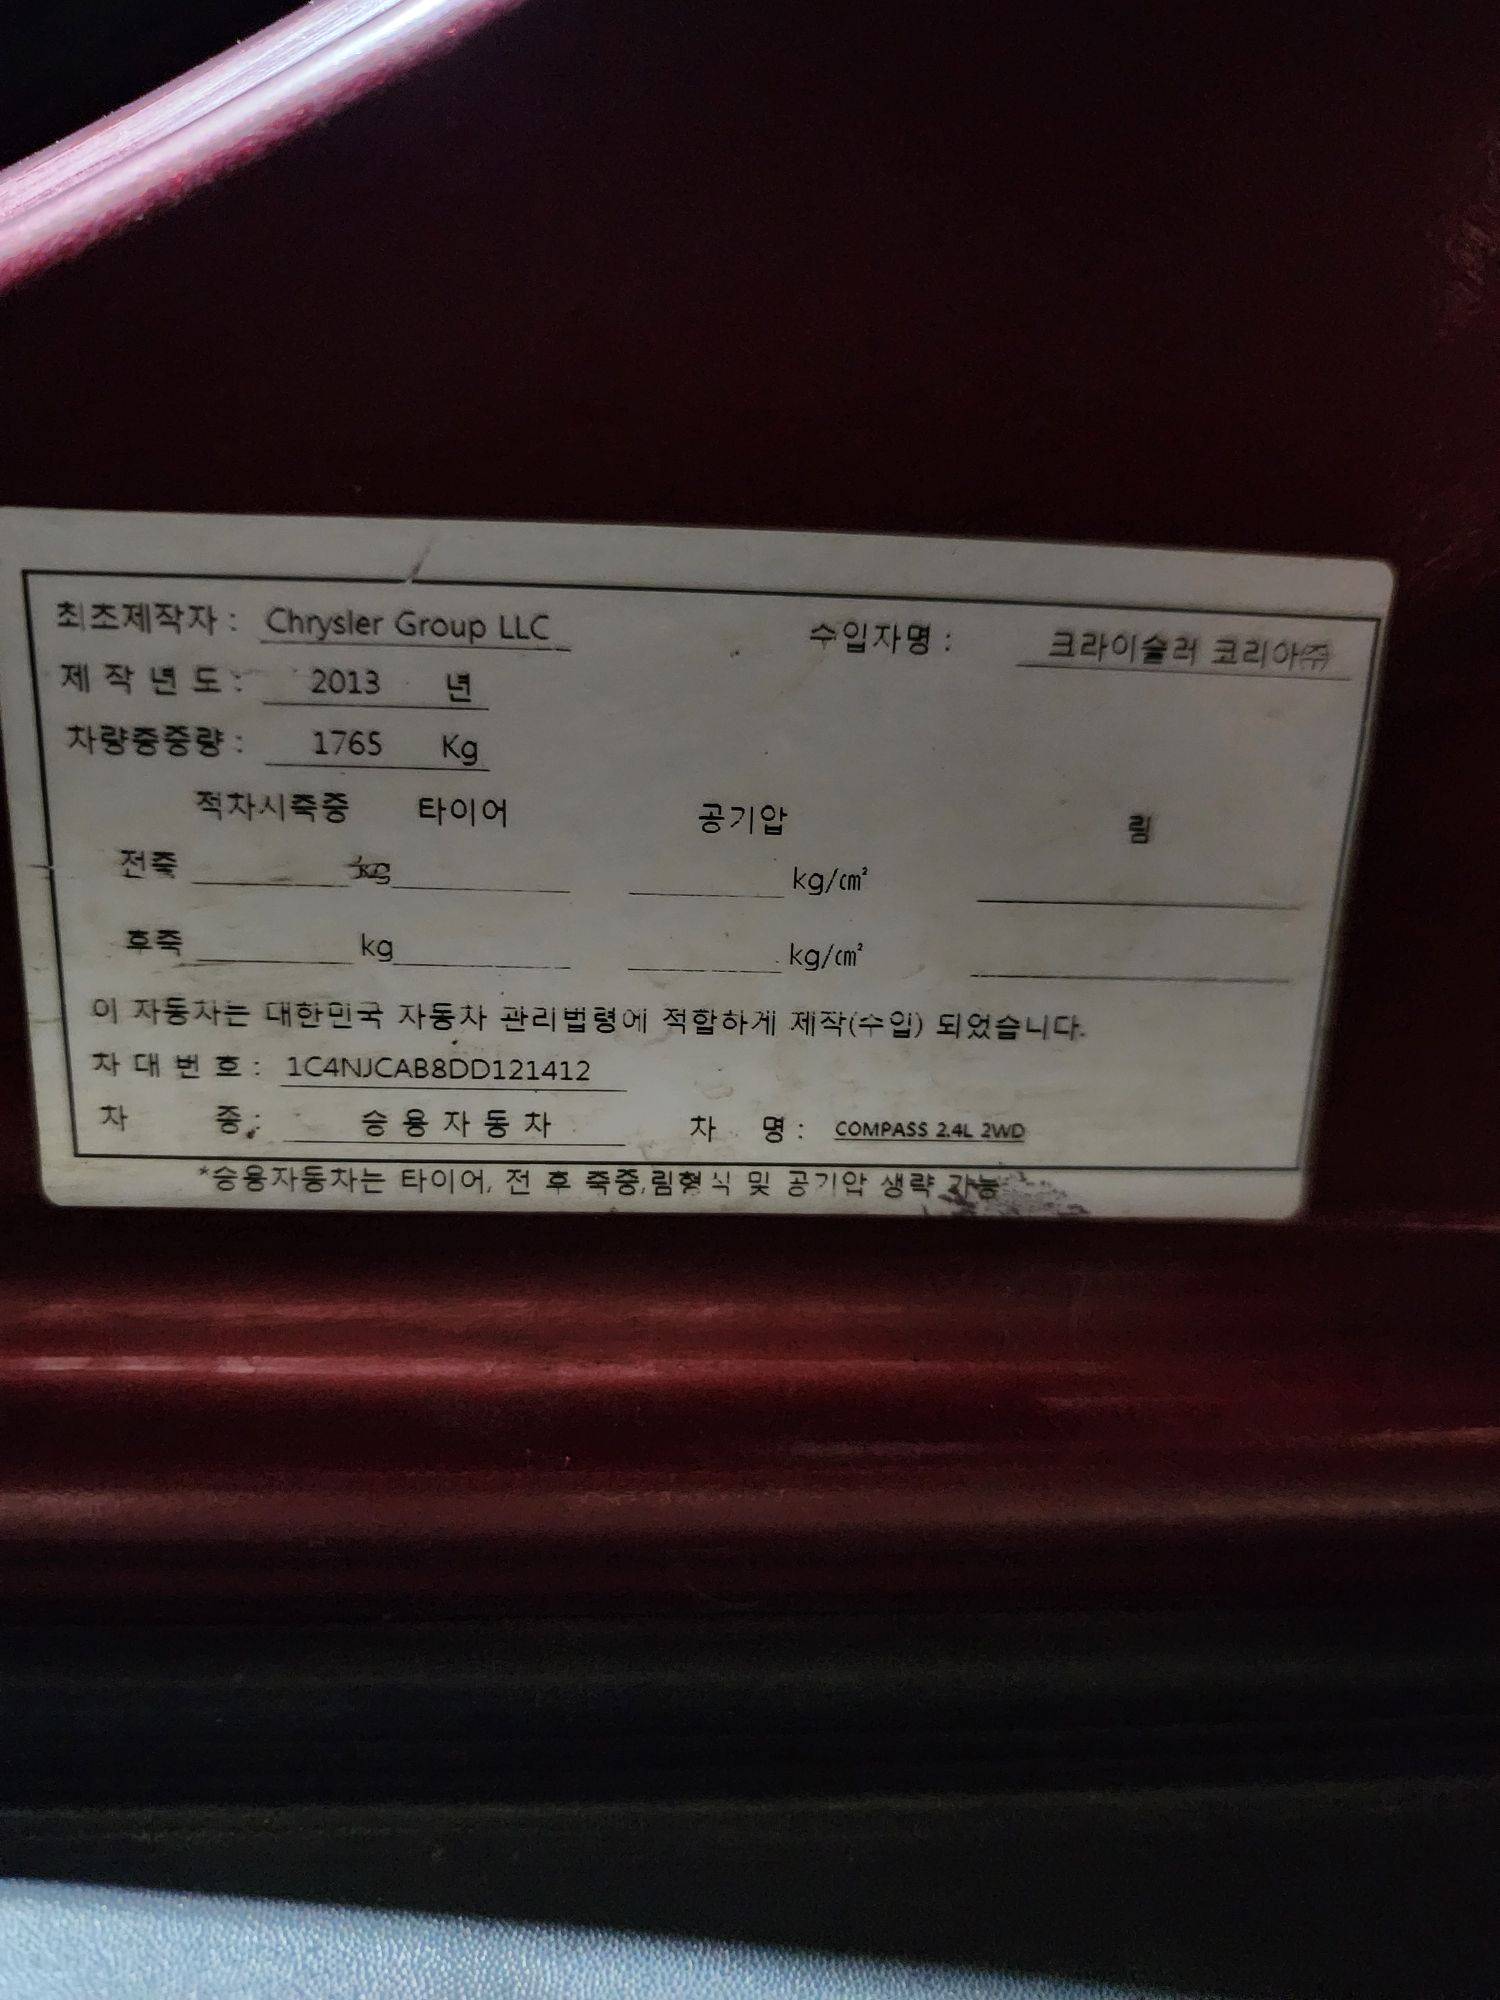 최초제작자 : Chrysler Group LLC 수입자명 : 크라이슬러 코리아㈜
제 작 년 도 : 2013 년
차량총중량 : 1765 Kg
적차시축중 타이어 공기압 림
전축 kg kg/㎠
후축 kg kg/㎠
이 자동차는 대한민국 자동차 관리법령에 적합하게 제작(수입) 되었습니다.
차 대 번 호 : 1C4NJCAB8DD121412
차 종 : 승 용 자 동 차 차 명 : COMPASS 2.4L 2WD
*승용자동차는 타이어, 전 후 축중,림형식 및 공기압 생략 가능